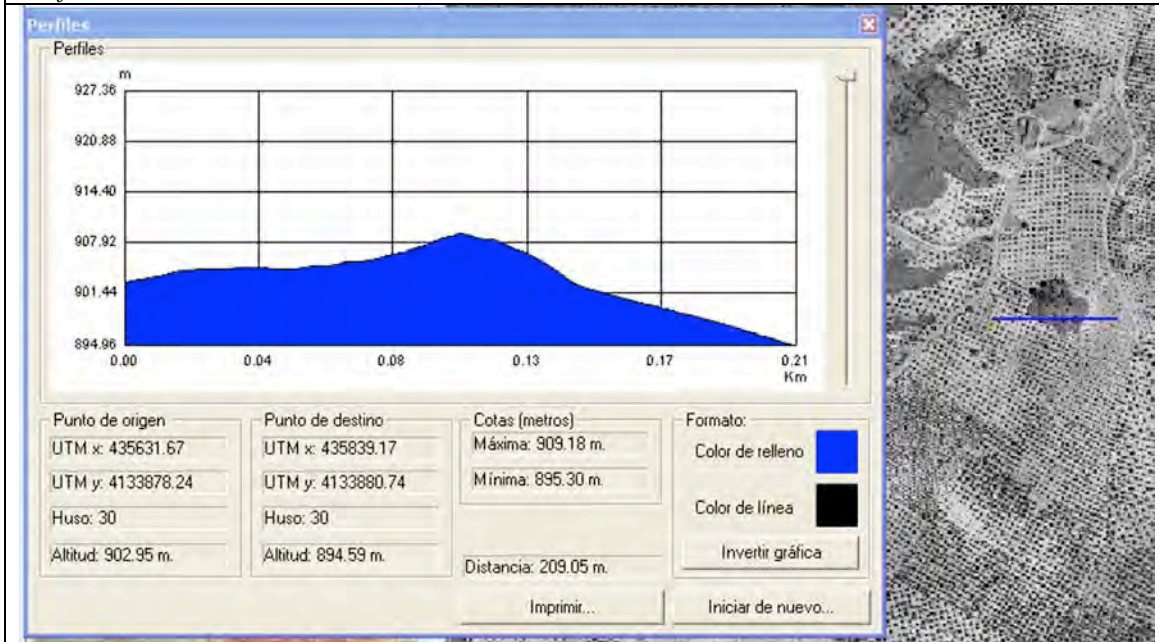 Perfiles
Perfiles
m
927.36
920.88
914.40
907.92
901.44
894.96
0.00 0.04 0.08 0.13 0.17 0.21
Km
Punto de origen
UTM x: 435631.67
UTM y: 4133878.24
Huso: 30
Altitud: 902.95 m.
Punto de destino
UTM x: 435839.17
UTM y: 4133880.74
Huso: 30
Altitud: 894.59 m.
Cotas (metros)
Máxima: 909.18 m.
Mínima: 895.30 m.
Distancia: 209.05 m.
Formato:
Color de relleno
Color de línea
Invertir gráfica
Imprimir...
Iniciar de nuevo...